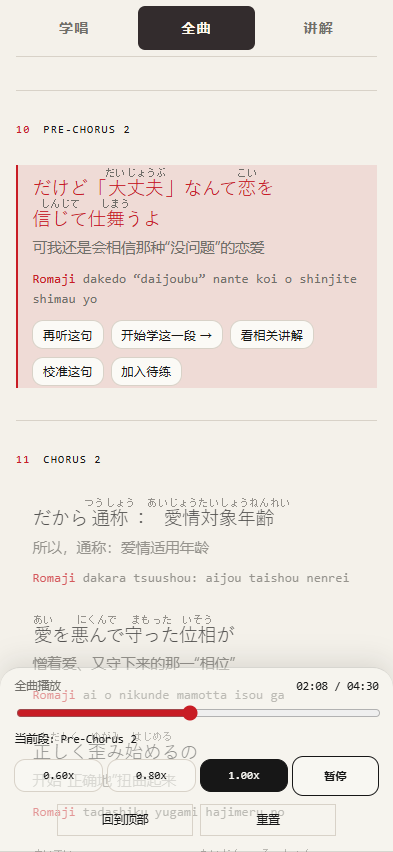 学唱 全曲 讲解
10 PRE-CHORUS 2
だいじょうぶ こい
だけど「大丈夫」なんて恋を
しんじて しまう
信じて仕舞うよ
可我还是会相信那种“没问题”的恋爱
Romaji dakedo “daijoubu” nante koi o shinjite
shimau yo
再听这句 开始学这一段 → 看相关讲解
校准这句 加入待练
11 CHORUS 2
つうしょう あいじょうたいしょうねんれい
だから通称：愛情対象年齢
所以，通称：爱情适用年龄
Romaji dakara tsuushou: aijou taishou nenrei
あい にくんで まもった いそう
愛を悪んで守った位相が
憎着爱、又守下来的那一“相位”
全曲播放 02:08 / 04:30
Romaji ai o nikunde mamotta isou ga
当前段: Pre-Chorus 2
正しく歪み始めるの
0.60x 0.80x 1.00x 暂停
开始“正确地”扭曲起来
Romaji tadashiku yugami hajimeru no
回到顶部 重置